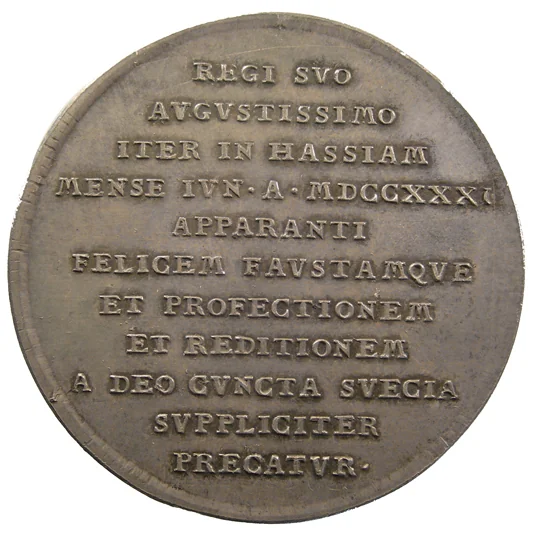 REGI SVO
AVGVSTISSIMO
ITER IN HASSIAM
MENSE IVN · A · MDCCXXXI
APPARANTI
FELICEM FAVSTAMQVE
ET PROFECTIONEM
ET REDITIONEM
A DEO CVNCTA SVECIA
SVPPLICITER
PRECATVR ·